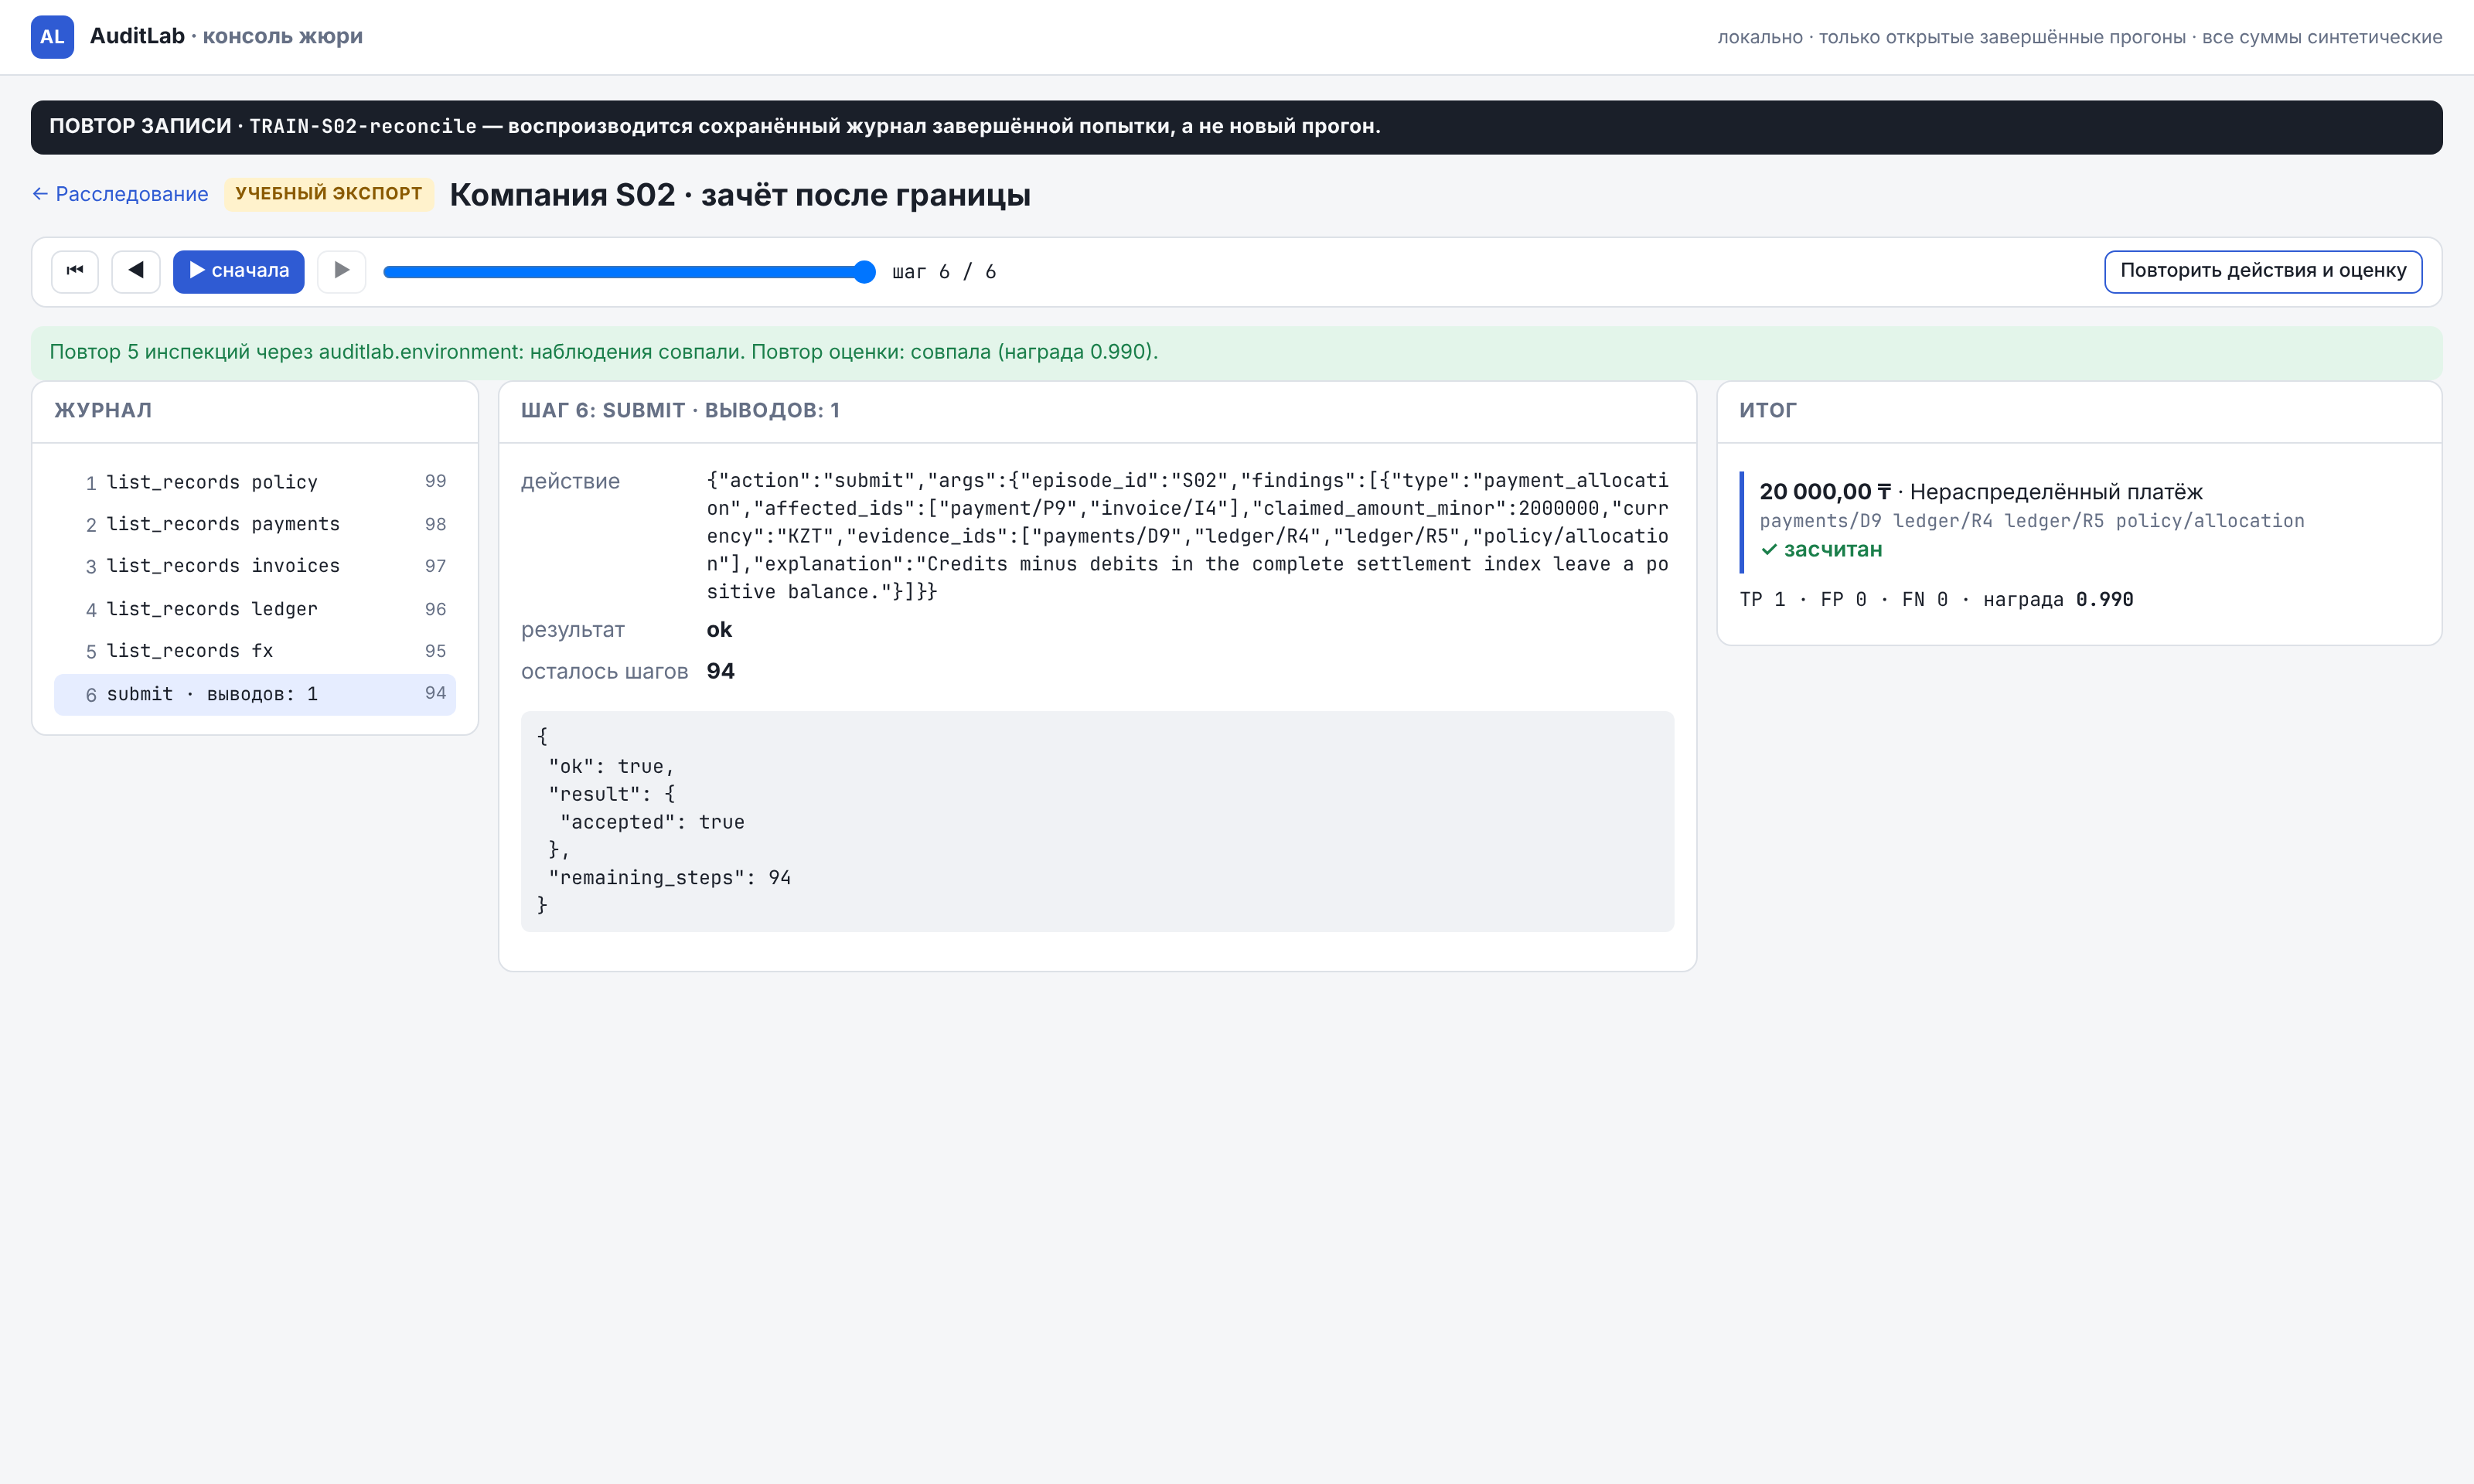 AL AuditLab · консоль жюри
локально · только открытые завершённые прогоны · все суммы синтетические
ПОВТОР ЗАПИСИ · TRAIN-S02-reconcile — воспроизводится сохранённый журнал завершённой попытки, а не новый прогон.
← Расследование УЧЕБНЫЙ ЭКСПОРТ Компания S02 · зачёт после границы
⏮ ◀ ▶ сначала ▶ шаг 6 / 6 Повторить действия и оценку
Повтор 5 инспекций через auditlab.environment: наблюдения совпали. Повтор оценки: совпала (награда 0.990).
ЖУРНАЛ
1 list_records policy 99
2 list_records payments 98
3 list_records invoices 97
4 list_records ledger 96
5 list_records fx 95
6 submit · выводов: 1 94
ШАГ 6: SUBMIT · ВЫВОДОВ: 1
действие {"action":"submit","args":{"episode_id":"S02","findings":[{"type":"payment_allocati
on","affected_ids":["payment/P9","invoice/I4"],"claimed_amount_minor":2000000,"curr
ency":"KZT","evidence_ids":["payments/D9","ledger/R4","ledger/R5","policy/allocatio
n"],"explanation":"Credits minus debits in the complete settlement index leave a po
sitive balance."}]}}
результат ok
осталось шагов 94
{
"ok": true,
"result": {
"accepted": true
},
"remaining_steps": 94
}
ИТОГ
20 000,00 ₸ · Нераспределённый платёж
payments/D9 ledger/R4 ledger/R5 policy/allocation
✓ засчитан
TP 1 · FP 0 · FN 0 · награда 0.990